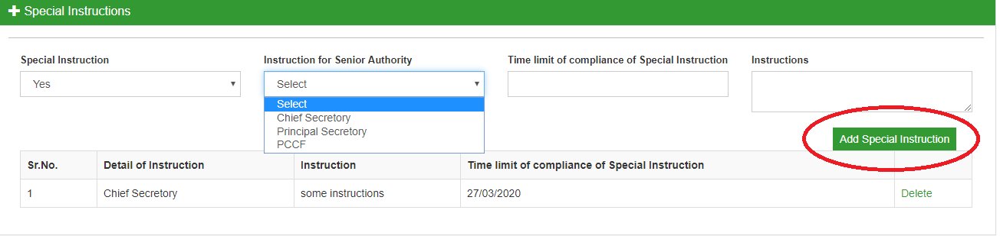 Special Instructions
Special Instruction Instruction for Senior Authority Time limit of compliance of Special Instruction Instructions
Yes Select
Select
Chief Secretory
Principal Secretory
PCCF
Add Special Instruction
Sr.No. Detail of Instruction Instruction Time limit of compliance of Special Instruction
1 Chief Secretory some instructions 27/03/2020 Delete